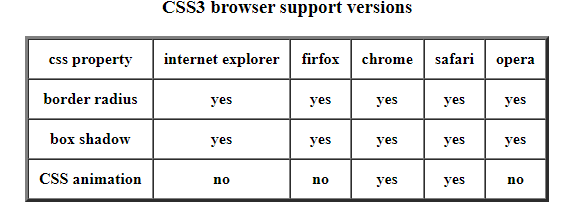 CSS3 browser support versions
css property internet explorer firfox chrome safari opera
border radius yes yes yes yes yes
box shadow yes yes yes yes yes
CSS animation no no yes yes no